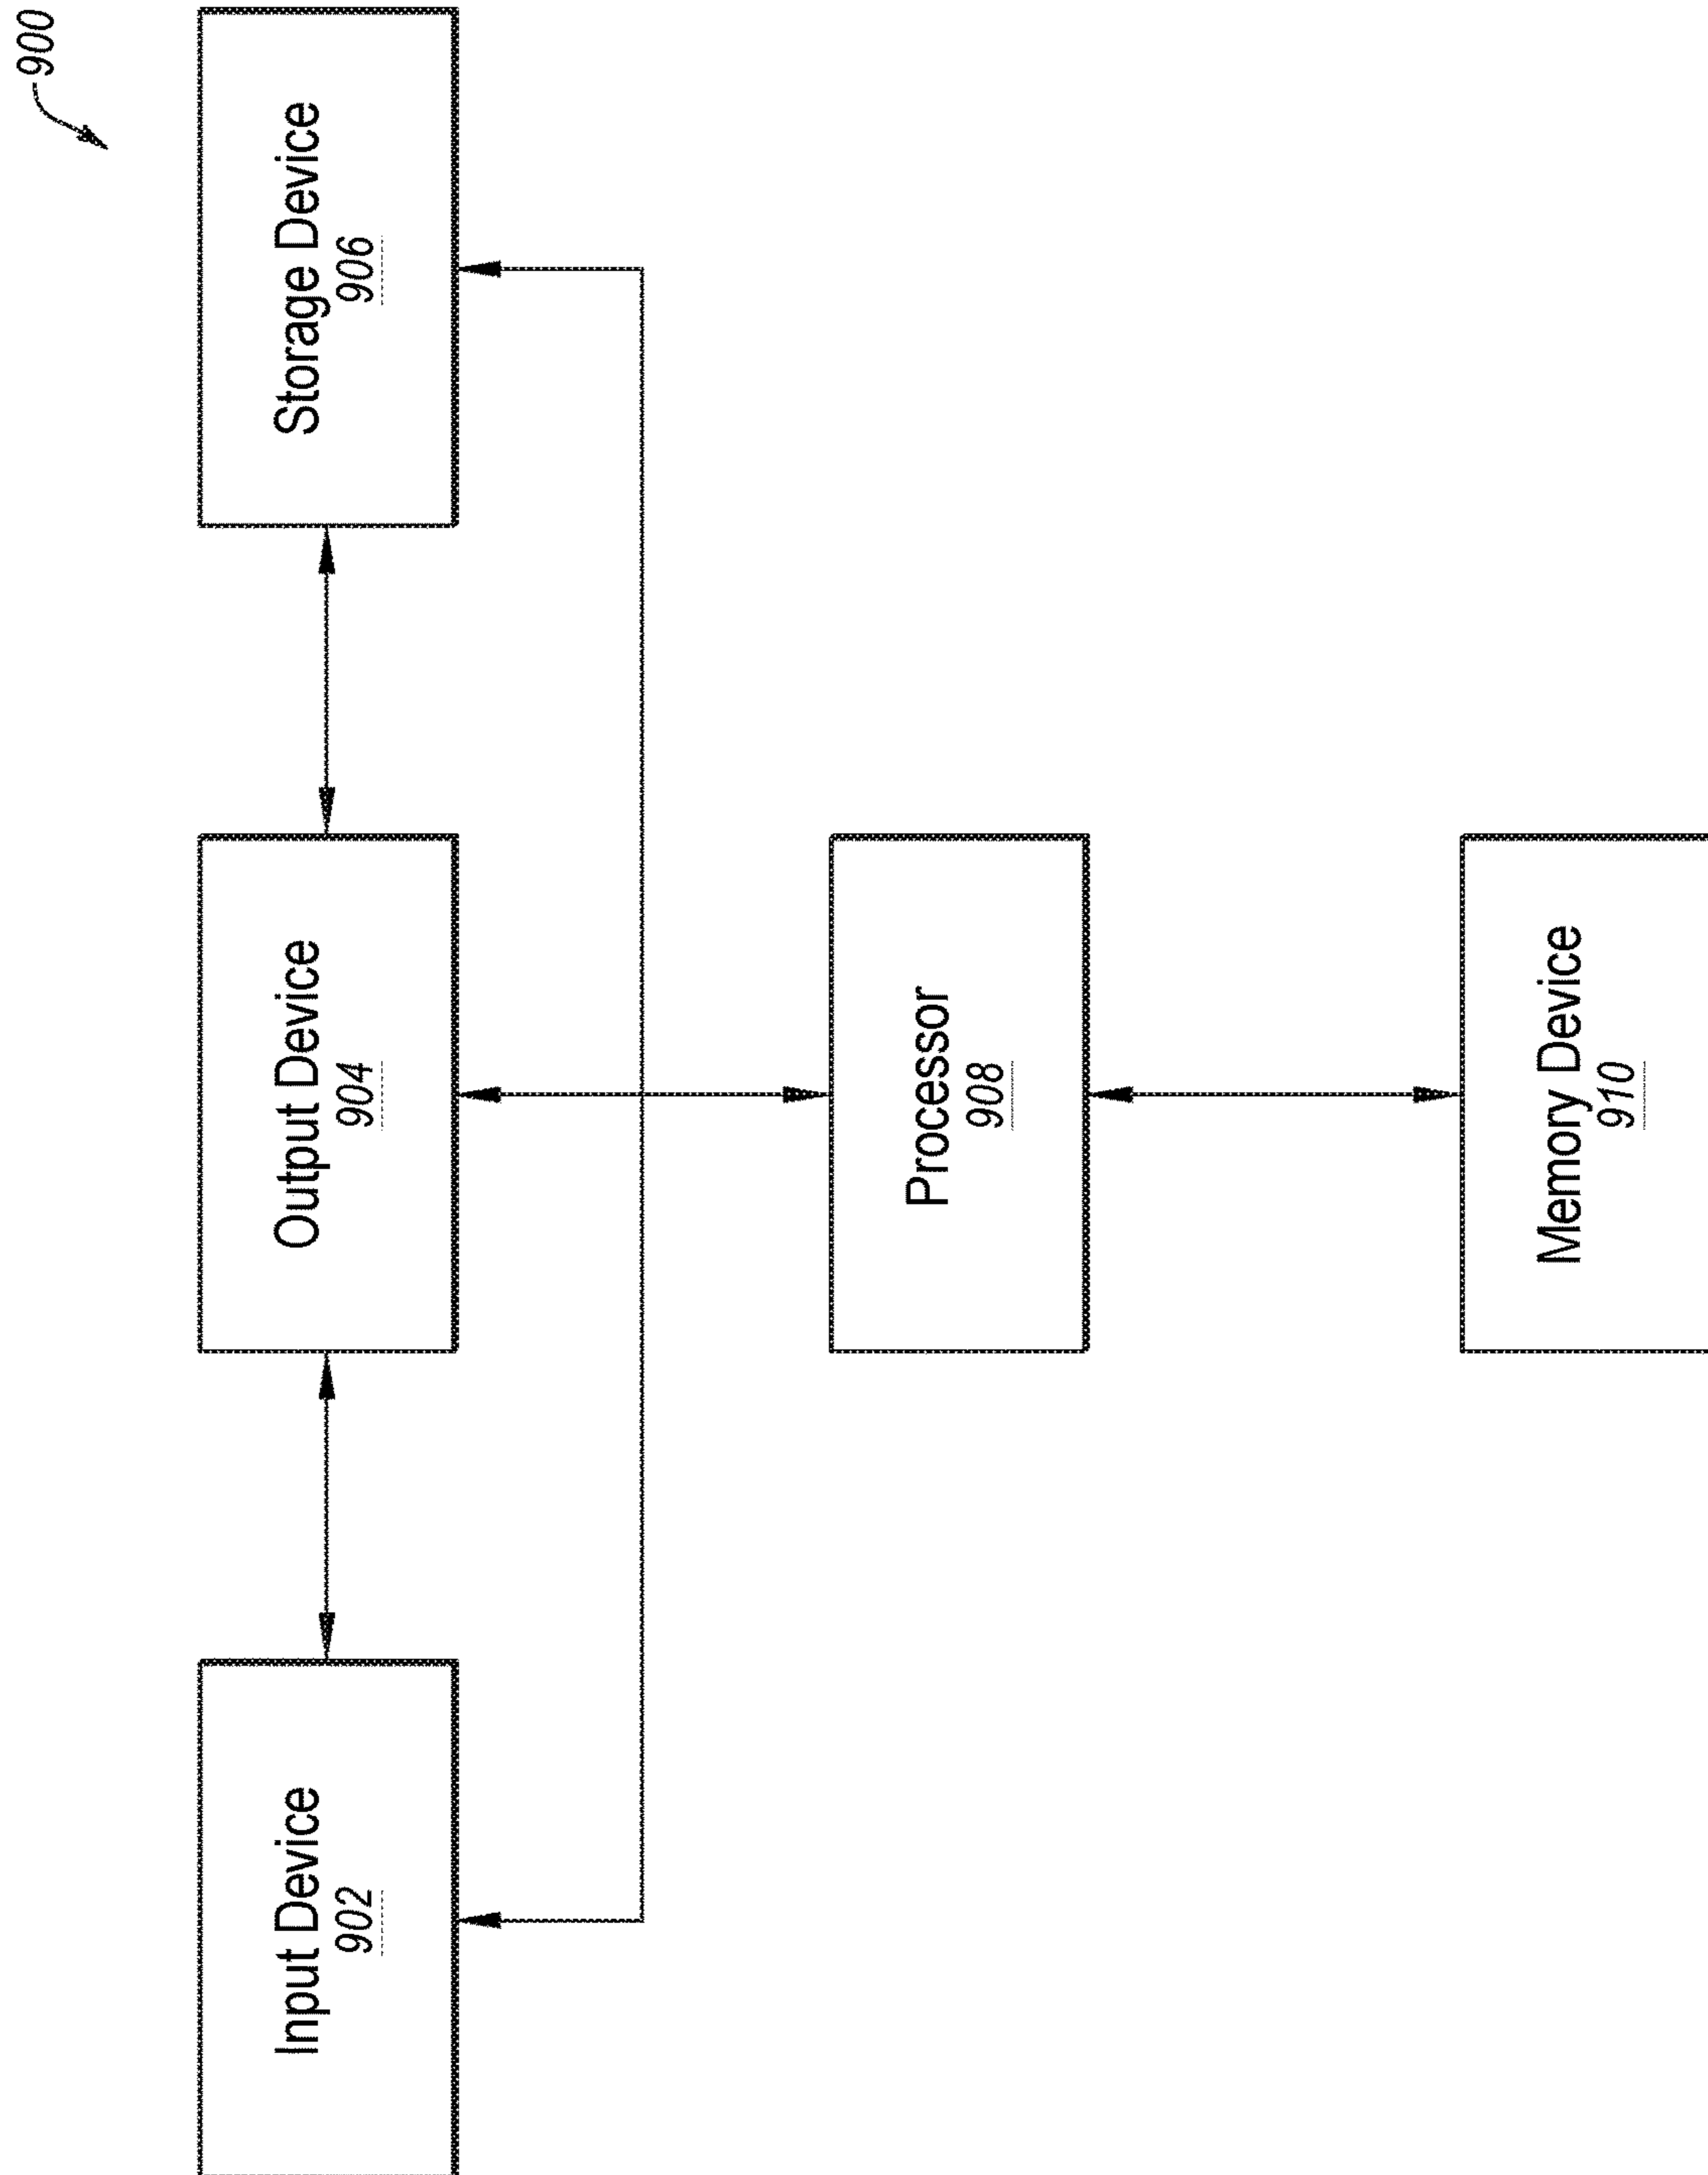 900
Input Device
902
Output Device
904
Storage Device
906
Processor
908
Memory Device
910